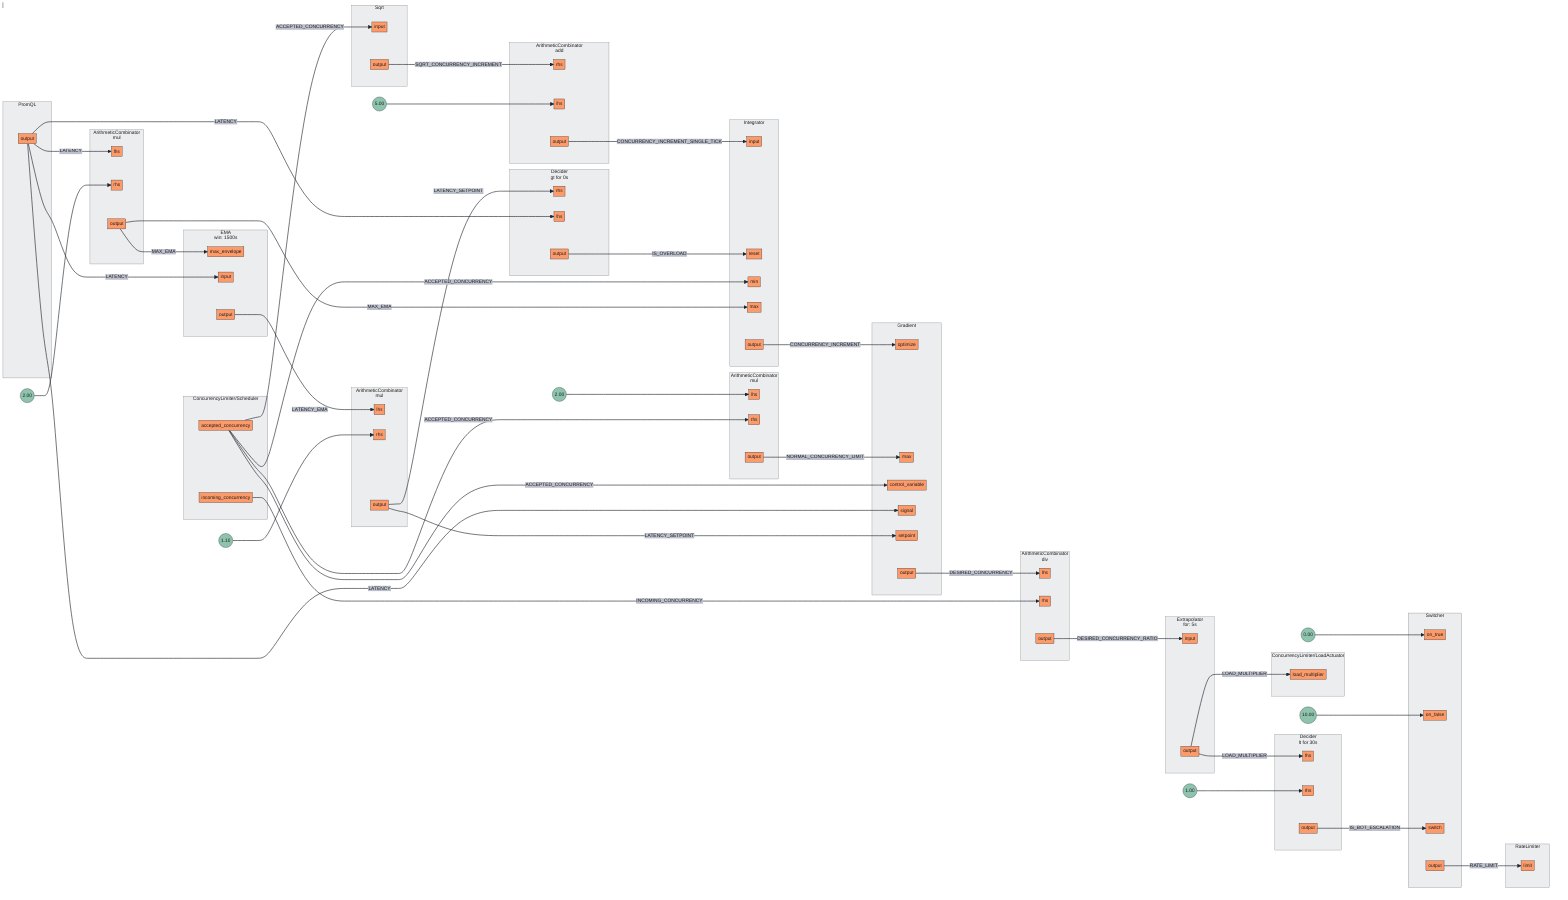 Sqrt
input
output
ACCEPTED_CONCURRENCY
SQRT_CONCURRENCY_INCREMENT
ArithmeticCombinator
add
rhs
lhs
output
5.00
PromQL
output
LATENCY
LATENCY
LATENCY
LATENCY
ArithmeticCombinator
mul
lhs
rhs
output
2.00
MAX_EMA
MAX_EMA
EMA
win: 1500s
max_envelope
input
output
LATENCY_EMA
ConcurrencyLimiter/Scheduler
accepted_concurrency
incoming_concurrency
1.10
ArithmeticCombinator
mul
lhs
rhs
output
LATENCY_SETPOINT
LATENCY_SETPOINT
Decider
gt for 0s
rhs
lhs
output
IS_OVERLOAD
CONCURRENCY_INCREMENT_SINGLE_TICK
ACCEPTED_CONCURRENCY
ACCEPTED_CONCURRENCY
ACCEPTED_CONCURRENCY
INCOMING_CONCURRENCY
Integrator
input
reset
min
max
output
CONCURRENCY_INCREMENT
2.00
ArithmeticCombinator
mul
lhs
rhs
output
NORMAL_CONCURRENCY_LIMIT
Gradient
optimize
max
control_variable
signal
setpoint
output
DESIRED_CONCURRENCY
ArithmeticCombinator
div
lhs
rhs
output
DESIRED_CONCURRENCY_RATIO
Extrapolator
for: 5s
input
output
LOAD_MULTIPLIER
LOAD_MULTIPLIER
ConcurrencyLimiter/LoadActuator
load_multiplier
0.00
10.00
1.00
Decider
lt for 30s
lhs
rhs
output
IS_BOT_ESCALATION
Switcher
on_true
on_false
switch
output
RATE_LIMIT
RateLimiter
limit